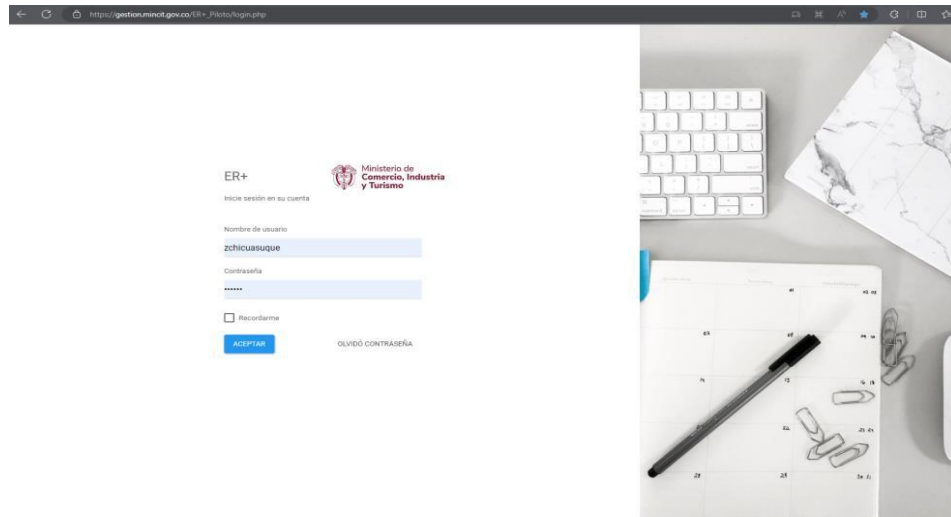 https://gestion.mincit.gov.co/ER+_Piloto/login.php
ER+
Ministerio de
Comercio, Industria
y Turismo
Inicie sesión en su cuenta
Nombre de usuario
zchicuasuque
Contraseña
••••••
Recordarme
ACEPTAR
OLVIDÓ CONTRASEÑA